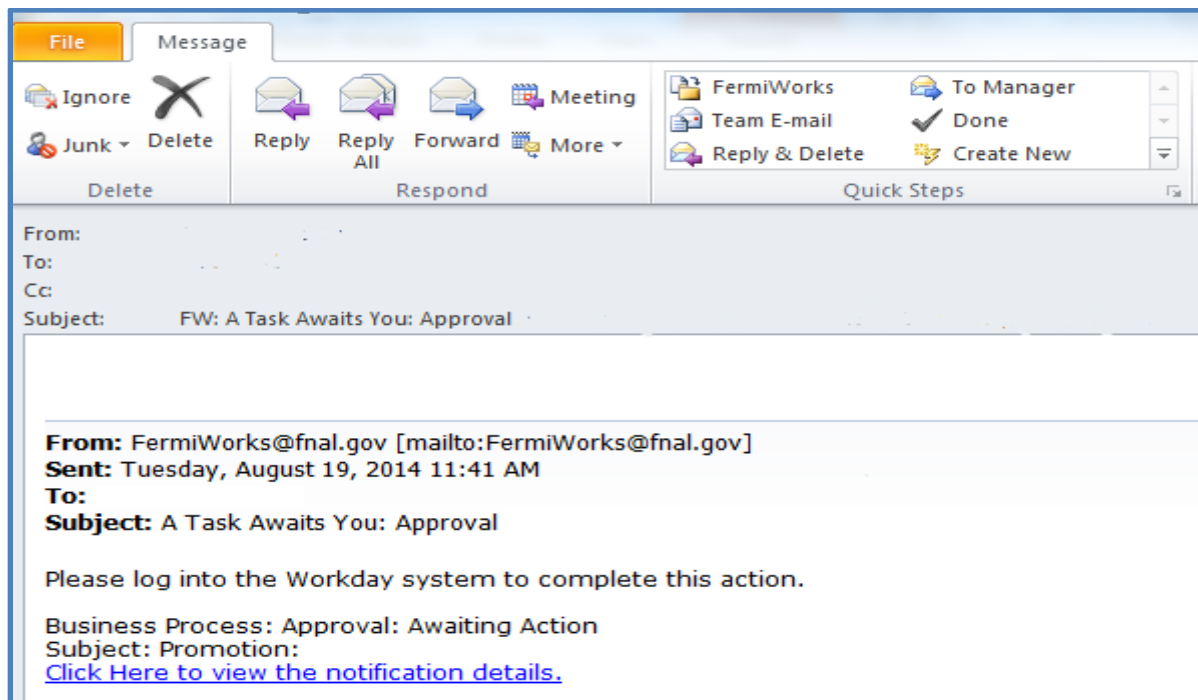 File Message
Ignore
Junk
Delete
Reply
Reply All
Forward
Meeting
More
FermiWorks
To Manager
Team E-mail
Done
Reply & Delete
Create New
Delete
Respond
Quick Steps
From:
To:
Cc:
Subject: FW: A Task Awaits You: Approval
From: FermiWorks@fnal.gov [mailto:FermiWorks@fnal.gov]
Sent: Tuesday, August 19, 2014 11:41 AM
To:
Subject: A Task Awaits You: Approval
Please log into the Workday system to complete this action.
Business Process: Approval: Awaiting Action
Subject: Promotion:
Click Here to view the notification details.